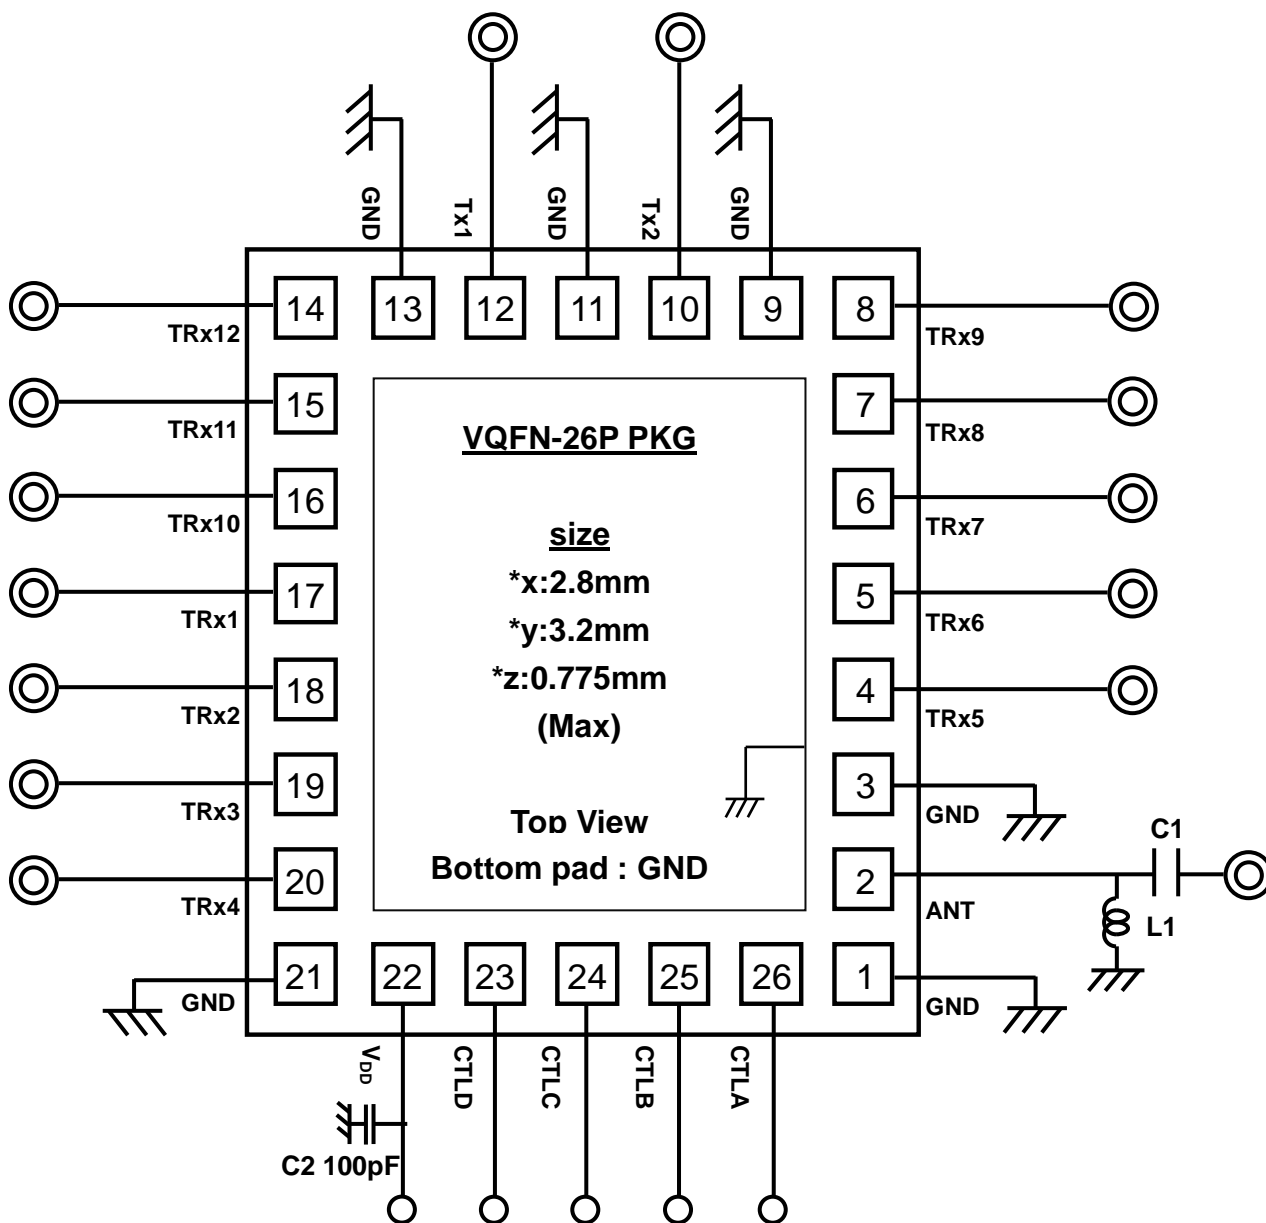 GND
Tx1
GND
Tx2
GND
14 13 12 11 10 9 8
TRx12
TRx9
15
7
TRx11
TRx8
VQFN-26P PKG
16
6
TRx10
TRx7
size
*x:2.8mm
17
5
TRx1
TRx6
*y:3.2mm
*z:0.775mm
18
4
TRx2
TRx5
(Max)
19
3
TRx3
GND
Top View
C1
Bottom pad : GND
20
2
TRx4
ANT
L1
21 22 23 24 25 26 1
GND
GND
VDD
CTLD
CTLC
CTLB
CTLA
C2 100pF